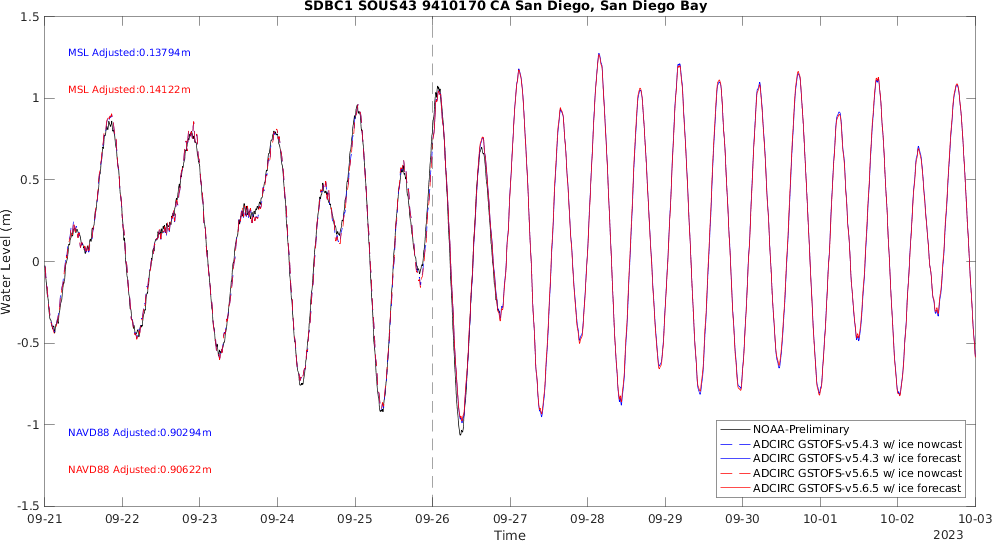 SDBC1 SOUS43 9410170 CA San Diego, San Diego Bay
1.5
1
0.5
0
-0.5
-1
-1.5
Water Level (m)
MSL Adjusted:0.13794m
MSL Adjusted:0.14122m
NAVD88 Adjusted:0.90294m
NAVD88 Adjusted:0.90622m
NOAA-Preliminary
ADCIRC GSTOFS-v5.4.3 w/ ice nowcast
ADCIRC GSTOFS-v5.4.3 w/ ice forecast
ADCIRC GSTOFS-v5.6.5 w/ ice nowcast
ADCIRC GSTOFS-v5.6.5 w/ ice forecast
09-21 09-22 09-23 09-24 09-25 09-26 09-27 09-28 09-29 09-30 10-01 10-02 10-03
Time
2023